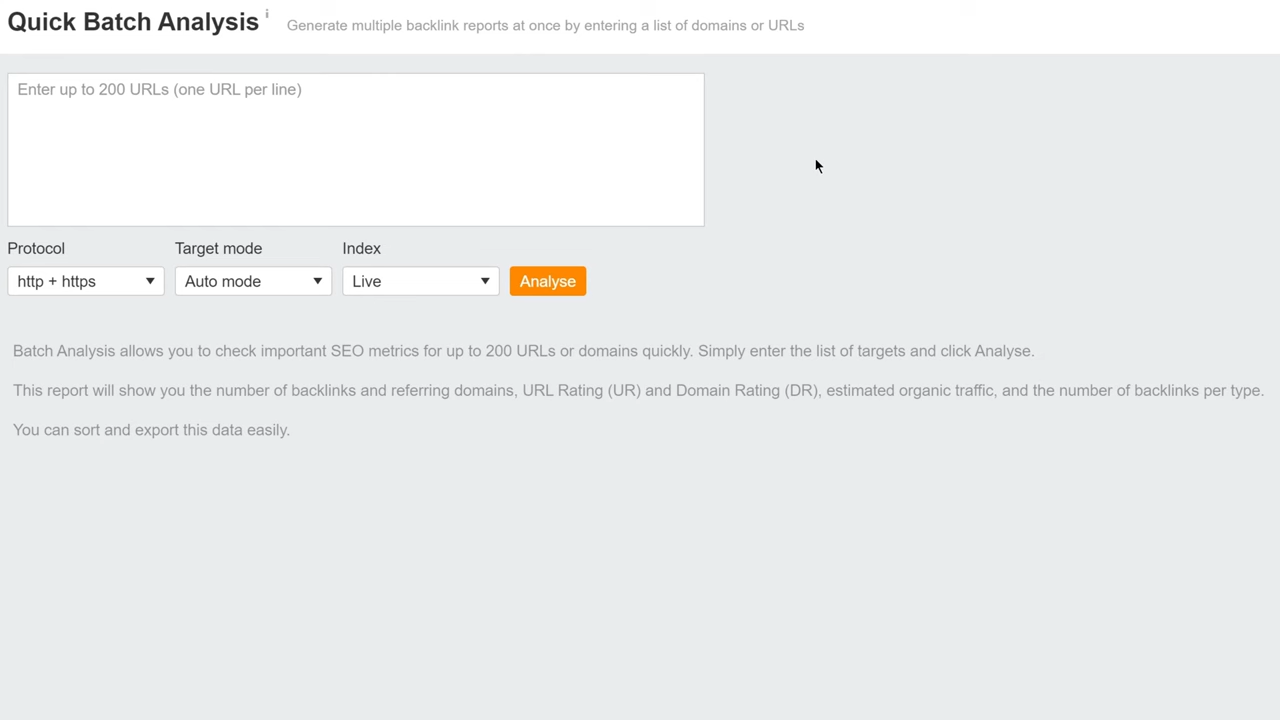 Quick Batch Analysis i Generate multiple backlink reports at once by entering a list of domains or URLs
Enter up to 200 URLs (one URL per line)
Protocol Target mode Index
http + https Auto mode Live Analyse
Batch Analysis allows you to check important SEO metrics for up to 200 URLs or domains quickly. Simply enter the list of targets and click Analyse.
This report will show you the number of backlinks and referring domains, URL Rating (UR) and Domain Rating (DR), estimated organic traffic, and the number of backlinks per type.
You can sort and export this data easily.